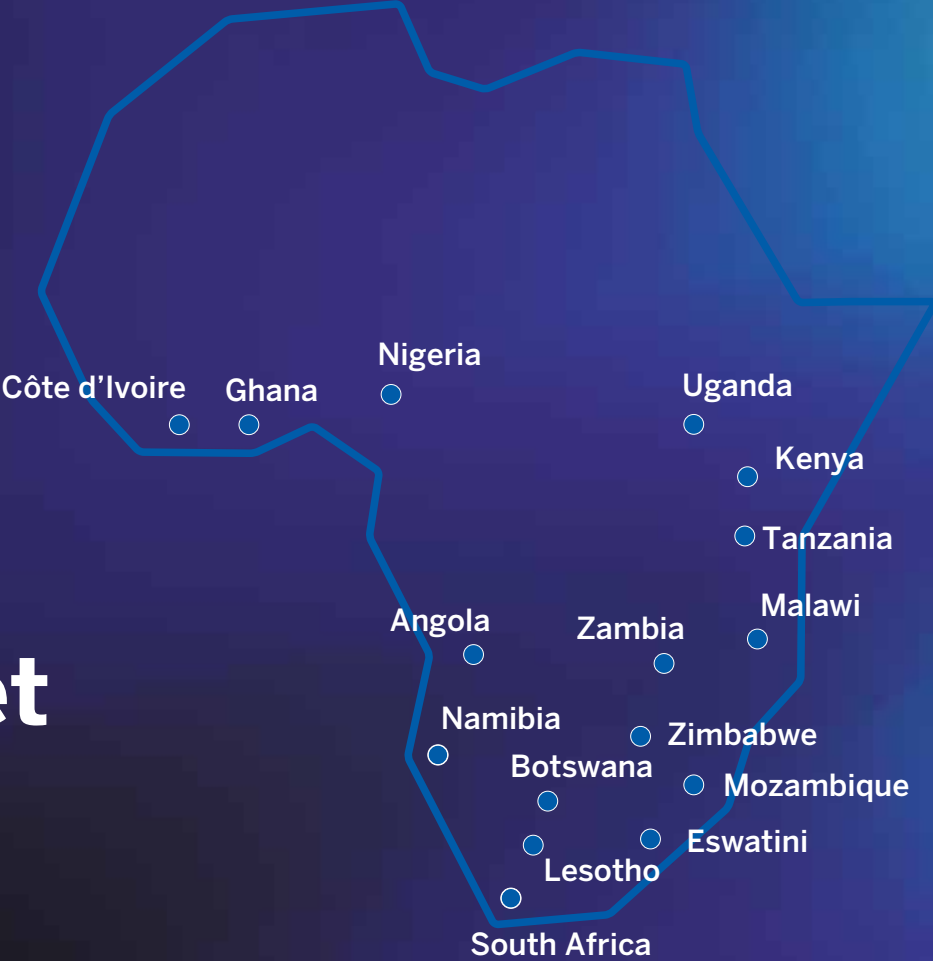 Nigeria
Côte d’Ivoire
Ghana
Uganda
Kenya
Tanzania
Malawi
Angola
Zambia
et
Namibia
Zimbabwe
Botswana
Mozambique
Eswatini
Lesotho
South Africa